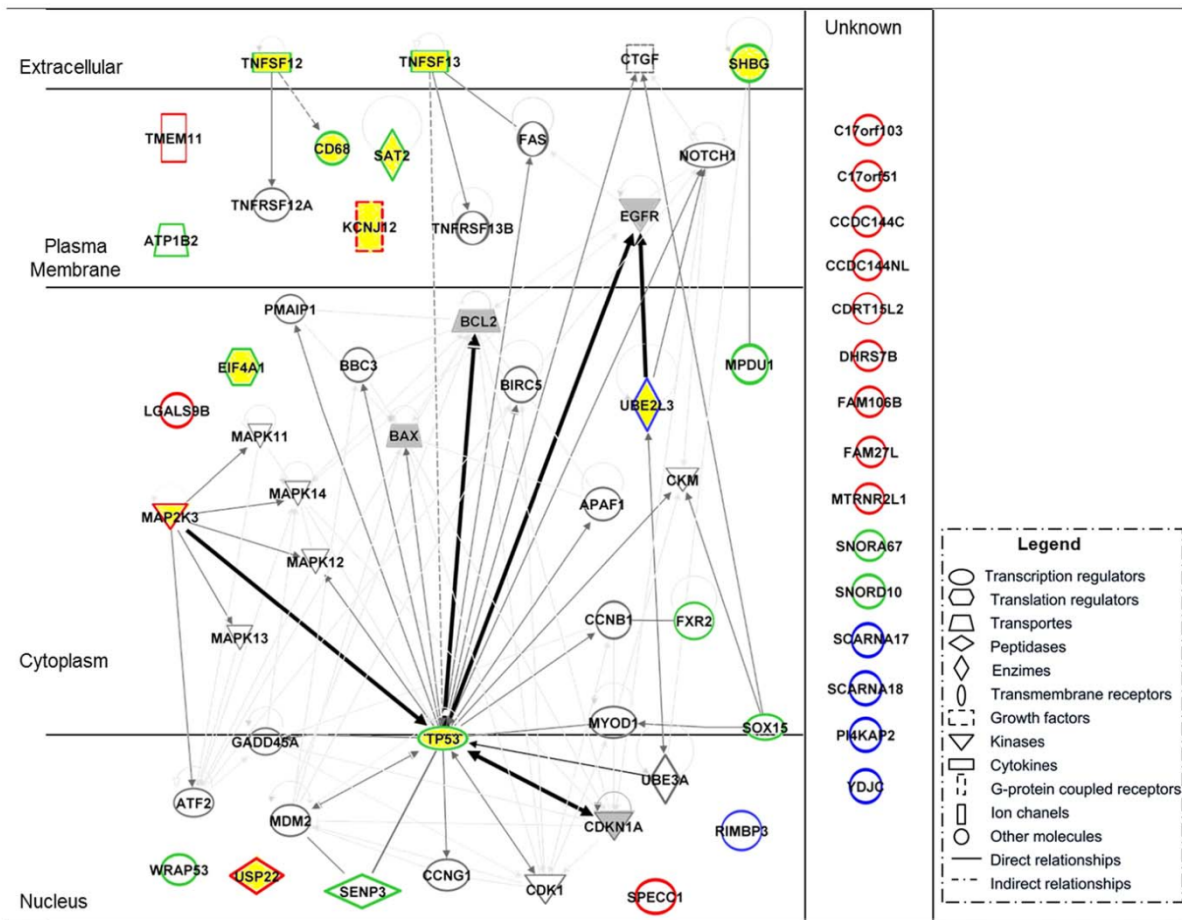 Unknown
Extracellular
TNFSF12
TNFSF13
CTGF
SHBG
TMEM11
CD68
SAT2
FAS
NOTCH1
C17orf103
C17orf51
TNFRSF12A
KCNJ12
TNFRSF13B
EGFR
CCDC144C
ATP1B2
Plasma
Membrane
CCDC144NL
PMAIP1
BCL2
CDRT15L2
EIF4A1
BBC3
BIRC5
MPDU1
DHRS7B
LGALS9B
UBE2L3
FAM106B
MAPK11
BAX
FAM27L
MAPK14
APAF1
CKM
MTRNR2L1
MAP2K3
SNORA67
MAPK12
SNORD10
MAPK13
CCNB1
FXR2
SCARNA17
Cytoplasm
SCARNA18
GADD45A
TP53
MYOD1
SOX15
PI4KAP2
UBE3A
YDJC
ATF2
MDM2
CDKN1A
RIMBP3
WRAP53
USP22
SENP3
CCNG1
CDK1
SPECC1
Nucleus
Legend
Transcription regulators
Translation regulators
Transportes
Peptidases
Enzimes
Transmembrane receptors
Growth factors
Kinases
Cytokines
G-protein coupled receptors
Ion chanels
Other molecules
Direct relationships
Indirect relationships